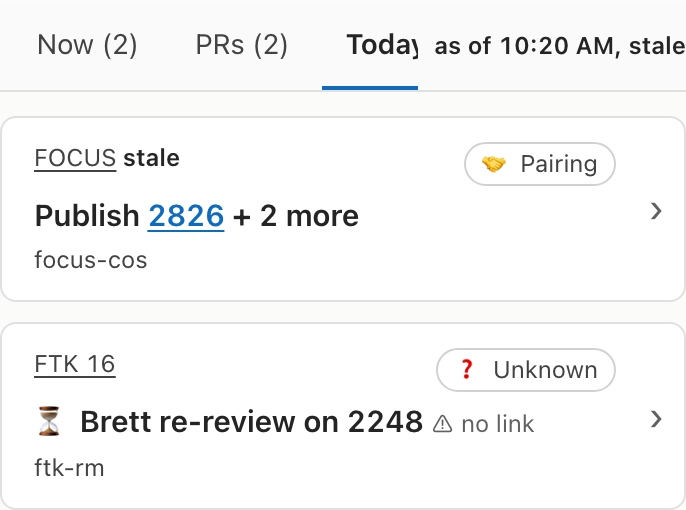 Now (2) PRs (2) Today as of 10:20 AM, stale
FOCUS stale
🤝 Pairing
Publish 2826 + 2 more
›
focus-cos
FTK 16
❓ Unknown
⏳ Brett re-review on 2248 ⚠ no link
›
ftk-rm